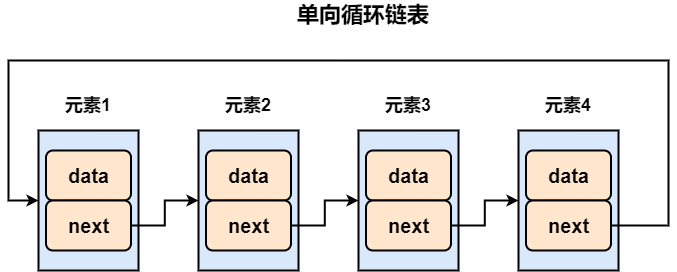 单向循环链表
元素1 元素2 元素3 元素4
data data data data
next next next next